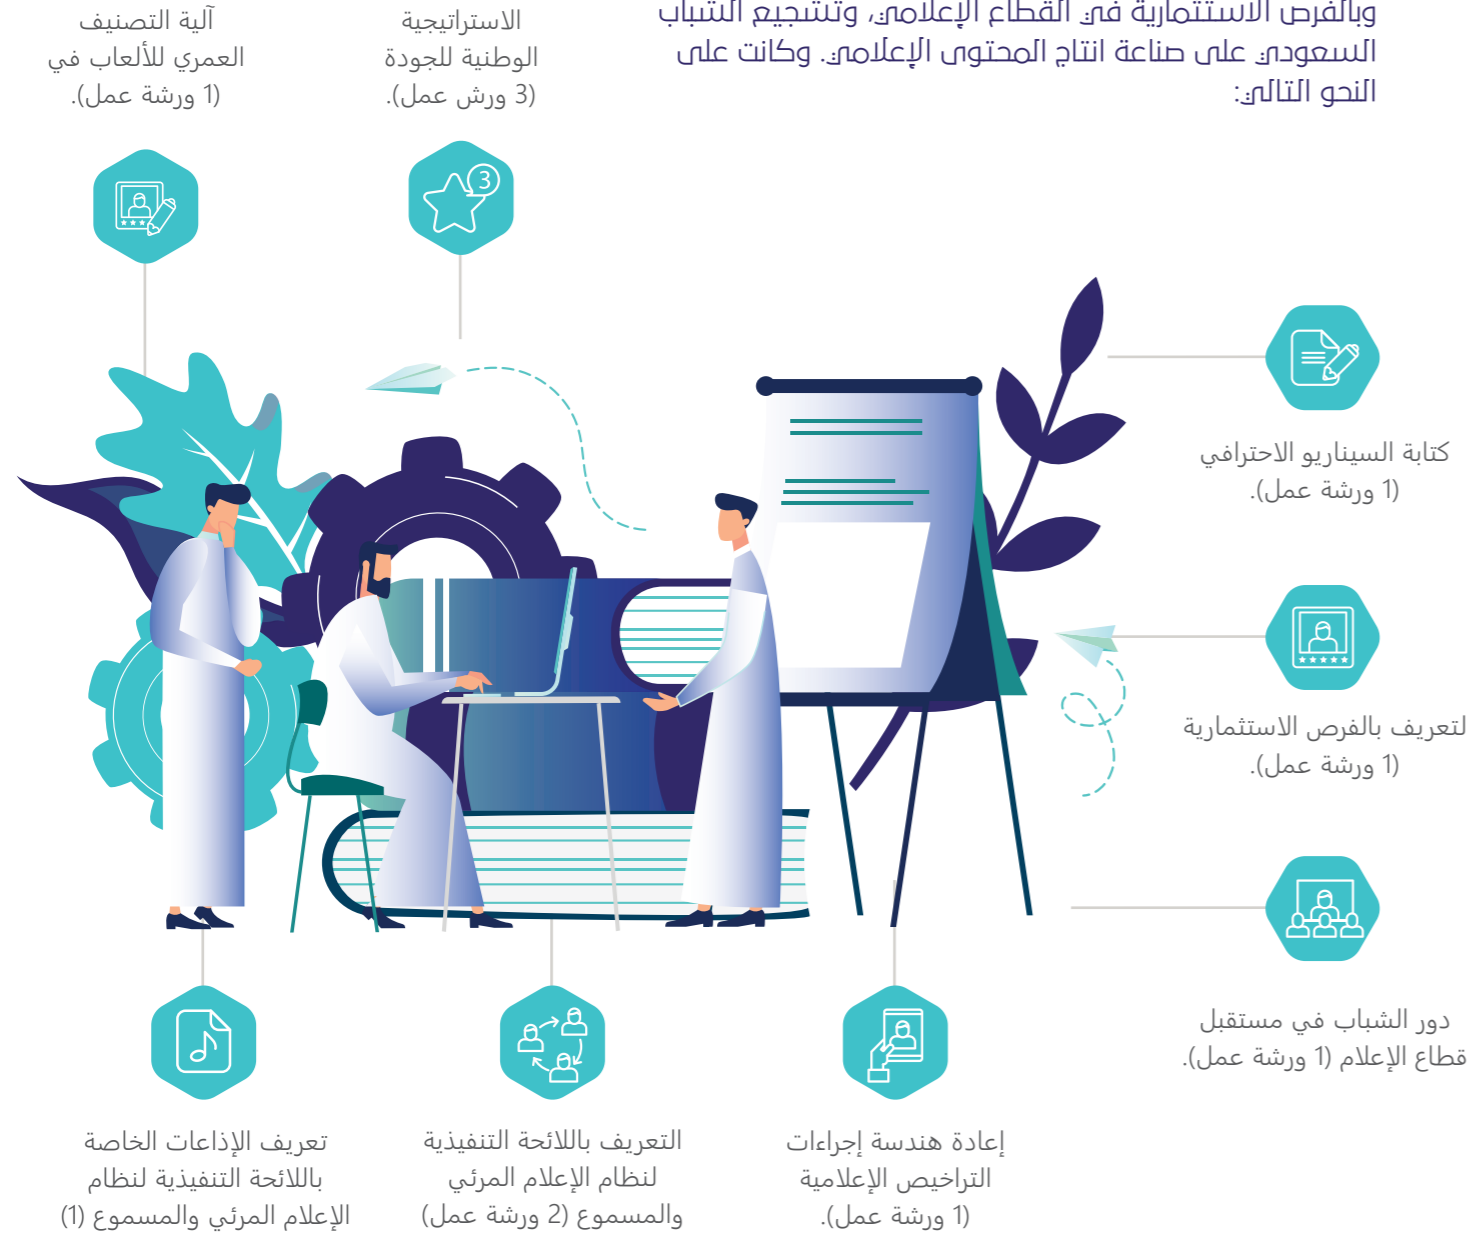 وبالفرص الاستثمارية في القطاع الإعلامي، وتشجيع الشباب
السعودي على صناعة انتاج المحتوى الإعلامي. وكانت على
النحو التالي:
الاستراتيجية
الوطنية للجودة
(3 ورش عمل).
3
آلية التصنيف
العمري للألعاب في
(1 ورشة عمل).
كتابة السيناريو الاحترافي
(1 ورشة عمل).
لتعريف بالفرص الاستثمارية
(1 ورشة عمل).
دور الشباب في مستقبل
قطاع الإعلام (1 ورشة عمل).
إعادة هندسة إجراءات
التراخيص الإعلامية
(1 ورشة عمل).
التعريف باللائحة التنفيذية
لنظام الإعلام المرئي
والمسموع (2 ورشة عمل)
تعريف الإذاعات الخاصة
باللائحة التنفيذية لنظام
الإعلام المرئي والمسموع (1)